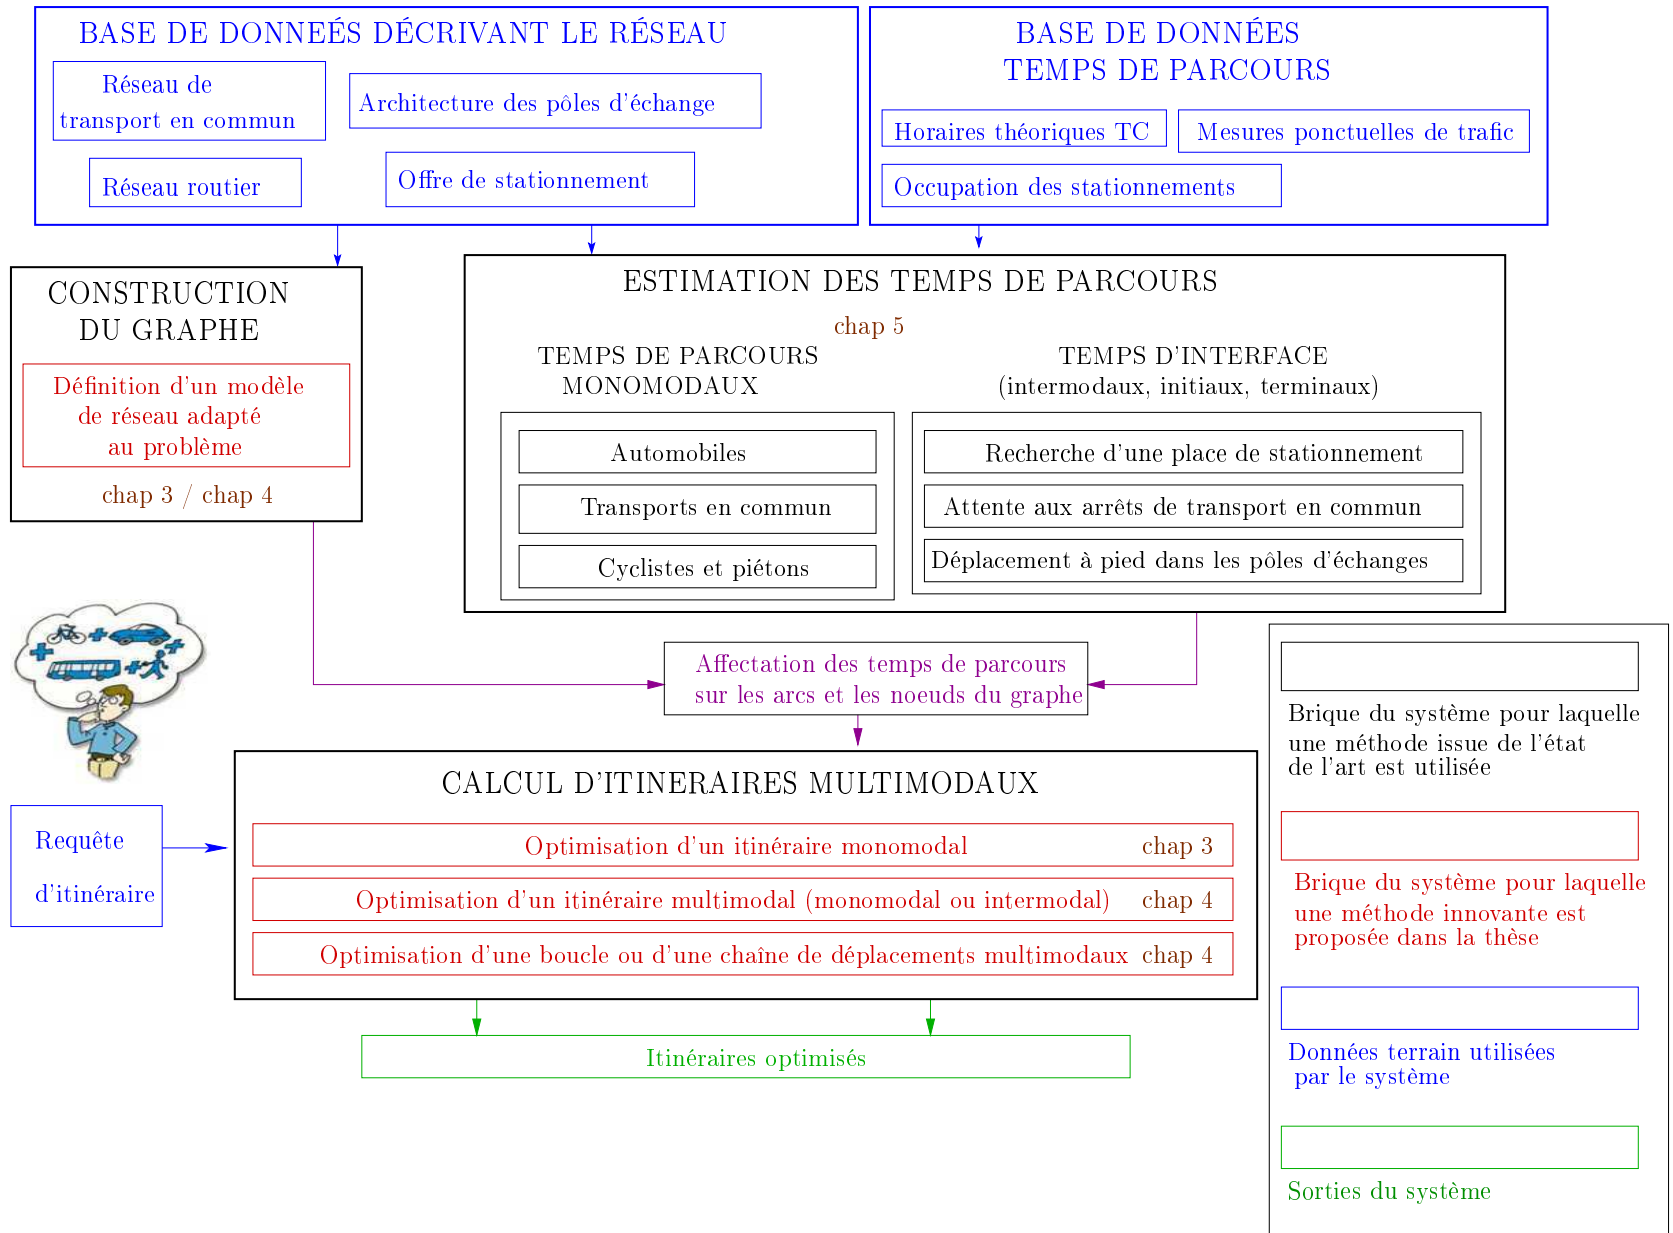 BASE DE DONNEÉS DÉCRIVANT LE RÉSEAU
Réseau de
transport en commun
Architecture des pôles d'échange
Réseau routier
Offre de stationnement
BASE DE DONNÉES
TEMPS DE PARCOURS
Horaires théoriques TC
Mesures ponctuelles de trafic
Occupation des stationnements
CONSTRUCTION
DU GRAPHE
Définition d'un modèle
de réseau adapté
au problème
chap 3 / chap 4
ESTIMATION DES TEMPS DE PARCOURS
chap 5
TEMPS DE PARCOURS
MONOMODAUX
Automobiles
Transports en commun
Cyclistes et piétons
TEMPS D'INTERFACE
(intermodaux, initiaux, terminaux)
Recherche d'une place de stationnement
Attente aux arrêts de transport en commun
Déplacement à pied dans les pôles d'échanges
Affectation des temps de parcours
sur les arcs et les noeuds du graphe
Requête
d'itinéraire
CALCUL D'ITINERAIRES MULTIMODAUX
Optimisation d'un itinéraire monomodal chap 3
Optimisation d'un itinéraire multimodal (monomodal ou intermodal) chap 4
Optimisation d'une boucle ou d'une chaîne de déplacements multimodaux chap 4
Itinéraires optimisés
Brique du système pour laquelle
une méthode issue de l'état
de l'art est utilisée
Brique du système pour laquelle
une méthode innovante est
proposée dans la thèse
Données terrain utilisées
par le système
Sorties du système